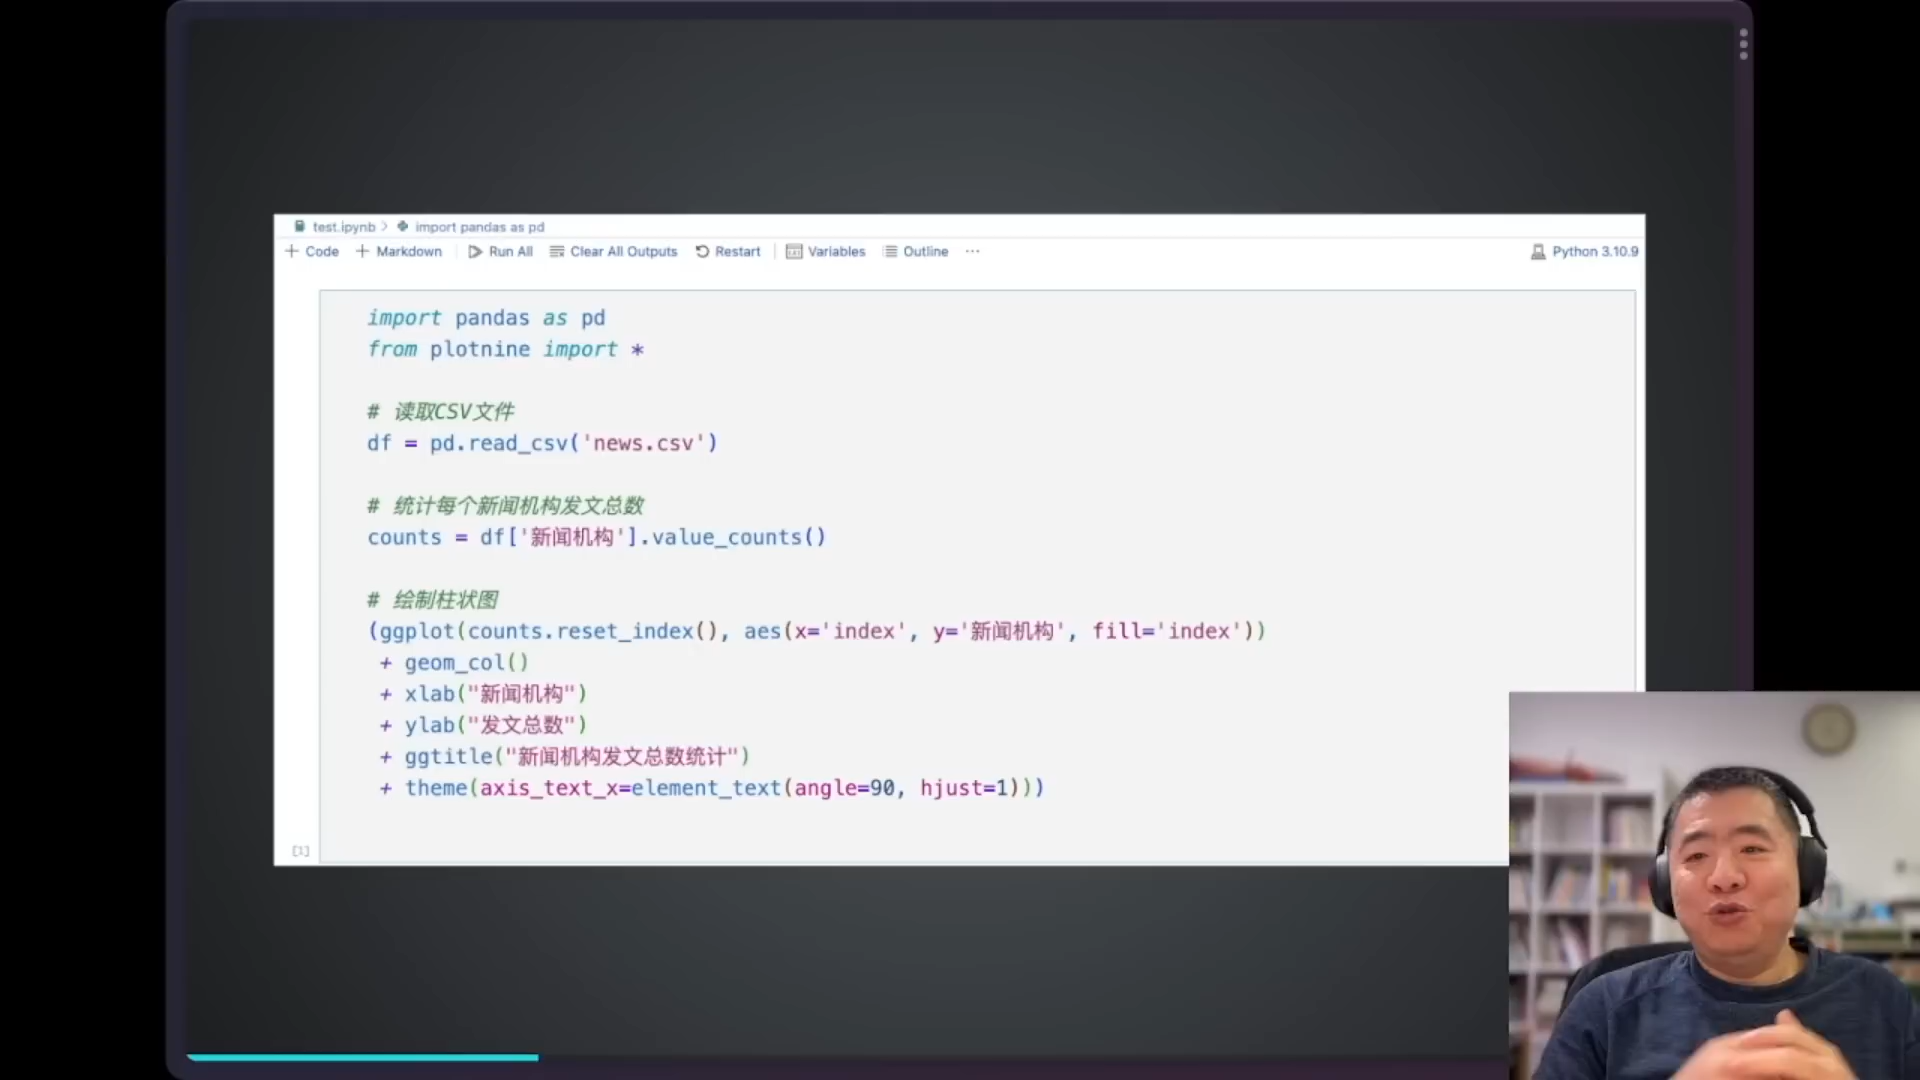 test.ipynb > import pandas as pd
+ Code + Markdown Run All Clear All Outputs Restart Variables Outline ··· Python 3.10.9
import pandas as pd
from plotnine import *
# 读取CSV文件
df = pd.read_csv('news.csv')
# 统计每个新闻机构发文总数
counts = df['新闻机构'].value_counts()
# 绘制柱状图
(ggplot(counts.reset_index(), aes(x='index', y='新闻机构', fill='index'))
+ geom_col()
+ xlab("新闻机构")
+ ylab("发文总数")
+ ggtitle("新闻机构发文总数统计")
+ theme(axis_text_x=element_text(angle=90, hjust=1)))
[1]